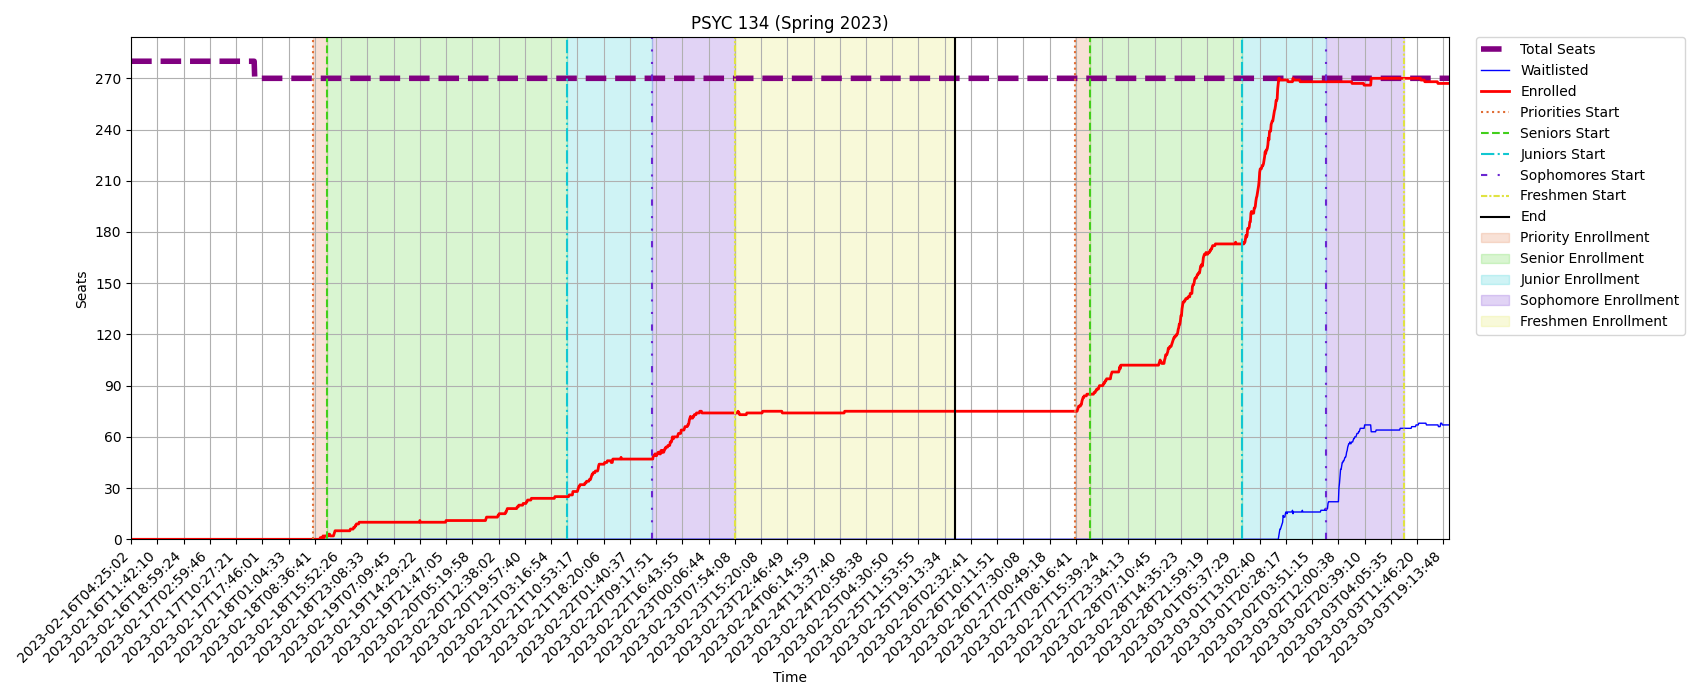 PSYC 134 (Spring 2023)
Seats
270
240
210
180
150
120
90
60
30
0
2023-02-16T04:25:02
2023-02-16T11:42:10
2023-02-16T18:59:24
2023-02-17T02:59:46
2023-02-17T10:27:21
2023-02-17T17:46:01
2023-02-18T01:04:33
2023-02-18T08:36:41
2023-02-18T15:52:26
2023-02-18T23:08:33
2023-02-19T07:09:45
2023-02-19T14:29:22
2023-02-19T21:47:05
2023-02-20T05:19:58
2023-02-20T12:38:02
2023-02-20T19:57:40
2023-02-21T03:16:54
2023-02-21T10:53:17
2023-02-21T18:20:06
2023-02-22T01:40:37
2023-02-22T09:17:51
2023-02-22T16:43:55
2023-02-23T00:06:44
2023-02-23T07:54:08
2023-02-23T15:20:08
2023-02-23T22:46:49
2023-02-24T06:14:59
2023-02-24T13:37:40
2023-02-24T20:58:38
2023-02-25T04:30:50
2023-02-25T11:53:55
2023-02-25T19:13:34
2023-02-26T02:32:41
2023-02-26T10:11:51
2023-02-26T17:30:08
2023-02-27T00:49:18
2023-02-27T08:16:41
2023-02-27T15:39:24
2023-02-27T23:34:13
2023-02-28T07:10:45
2023-02-28T14:35:23
2023-02-28T21:59:19
2023-03-01T05:37:29
2023-03-01T13:02:40
2023-03-01T20:28:17
2023-03-02T03:51:15
2023-03-02T12:00:38
2023-03-02T20:39:10
2023-03-03T04:05:35
2023-03-03T11:46:20
2023-03-03T19:13:48
Time
Total Seats
Waitlisted
Enrolled
Priorities Start
Seniors Start
Juniors Start
Sophomores Start
Freshmen Start
End
Priority Enrollment
Senior Enrollment
Junior Enrollment
Sophomore Enrollment
Freshmen Enrollment